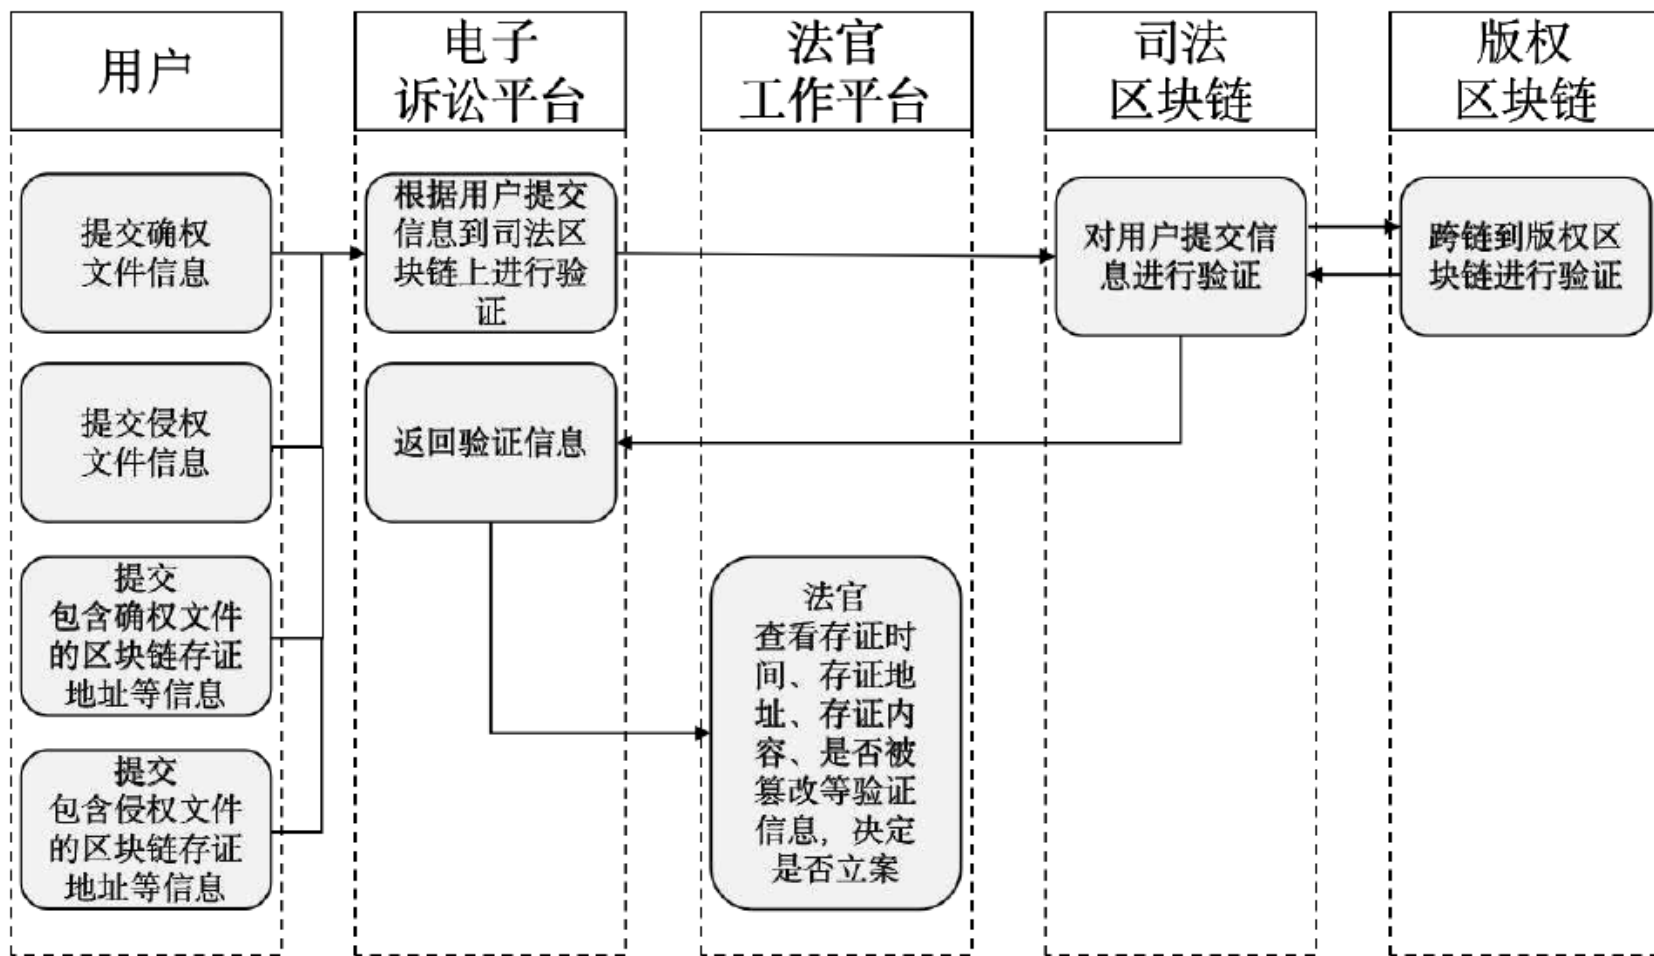 用户
电子
诉讼平台
法官
工作平台
司法
区块链
版权
区块链
提交确权
文件信息
根据用户提交
信息到司法区
块链上进行验
证
对用户提交信
息进行验证
跨链到版权区
块链进行验证
提交侵权
文件信息
返回验证信息
提交
包含确权文件
的区块链存证
地址等信息
法官
查看存证时
间、存证地
址、存证内
容、是否被
篡改等验证
信息，决定
是否立案
提交
包含侵权文件
的区块链存证
地址等信息